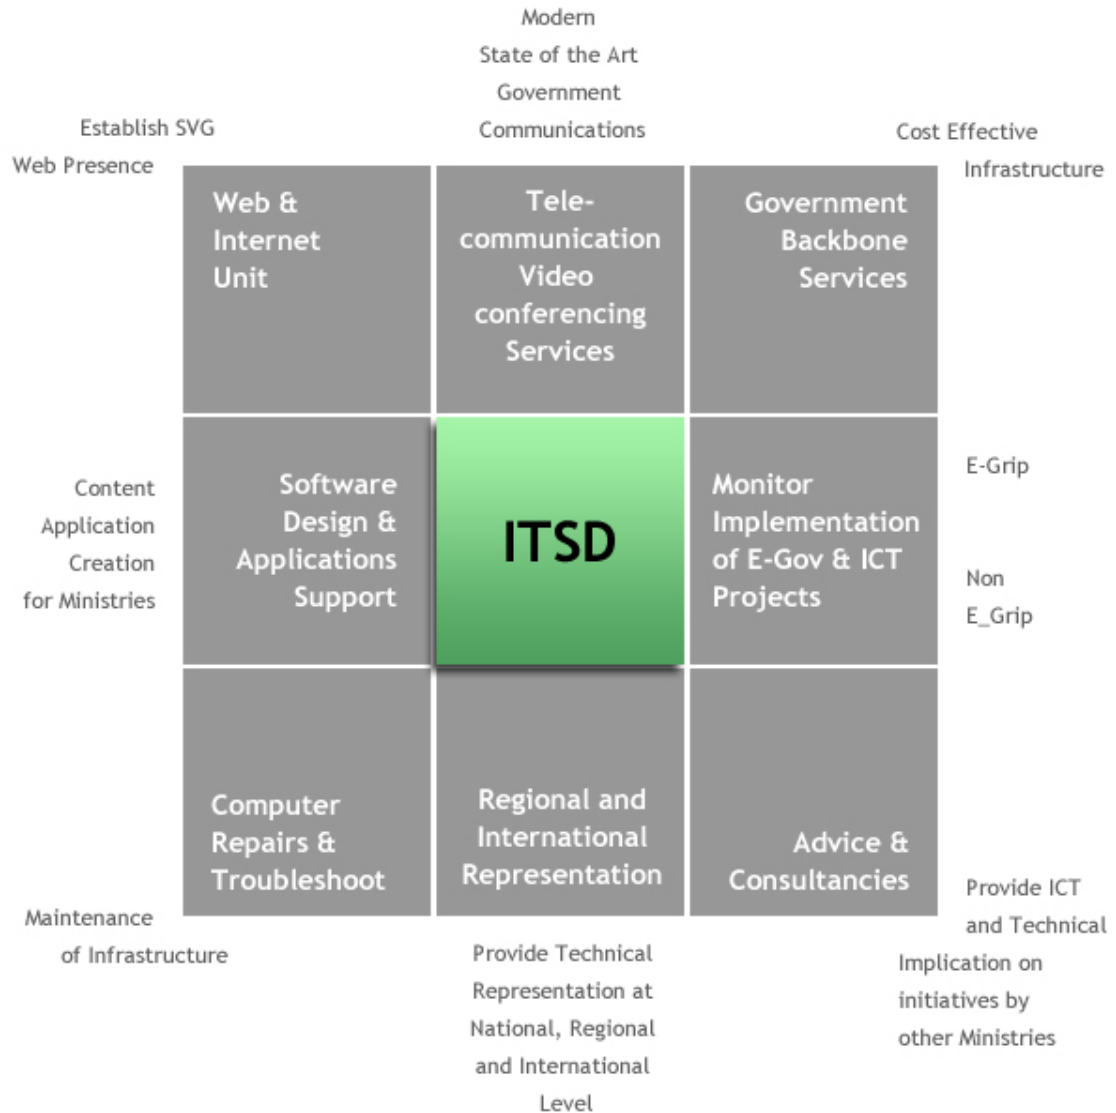 Modern
State of the Art
Government
Communications
Establish SVG
Web Presence
Cost Effective
Infrastructure
Web &
Internet
Unit
Tele-
communication
Video
conferencing
Services
Government
Backbone
Services
Content
Application
Creation
for Ministries
Software
Design &
Applications
Support
ITSD
Monitor
Implementation
of E-Gov & ICT
Projects
E-Grip
Non
E_Grip
Computer
Repairs &
Troubleshoot
Regional and
International
Representation
Advice &
Consultancies
Maintenance
of Infrastructure
Provide Technical
Representation at
National, Regional
and International
Level
Provide ICT
and Technical
Implication on
initiatives by
other Ministries